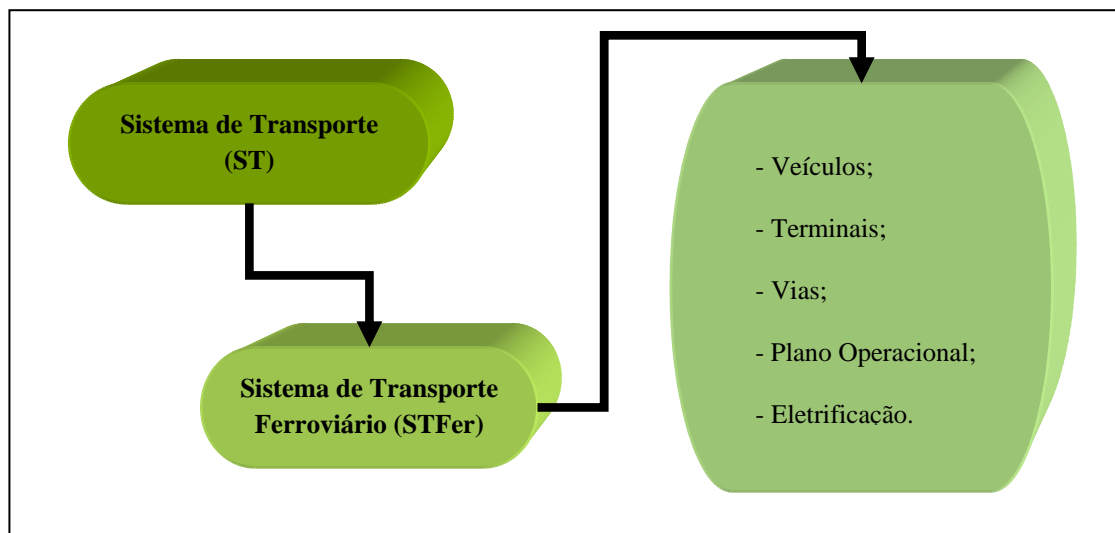 Sistema de Transporte
(ST)
Sistema de Transporte
Ferroviário (STFer)
- Veículos;
- Terminais;
- Vias;
- Plano Operacional;
- Eletrificação.